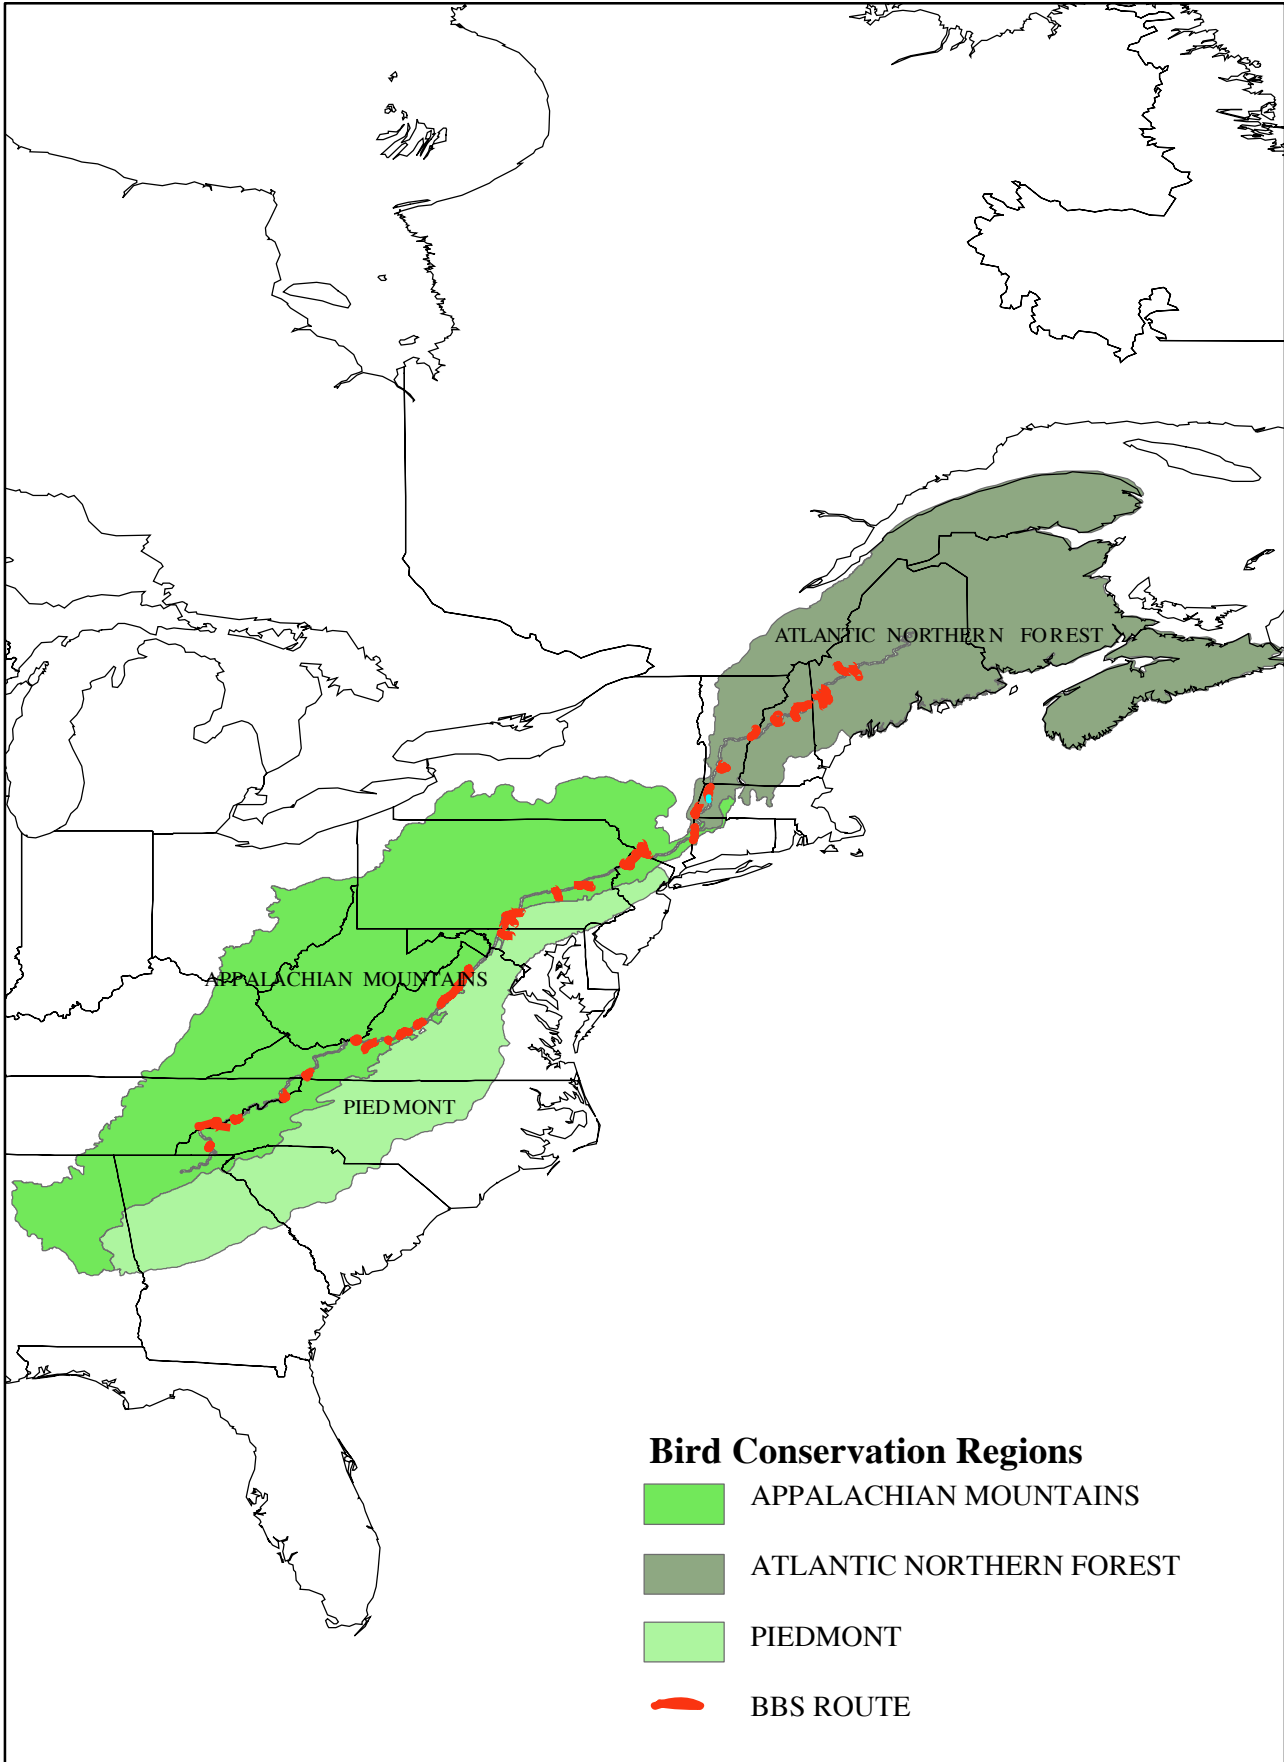 ATLANTIC NORTHERN FOREST
APPALACHIAN MOUNTAINS
PIEDMONT
Bird Conservation Regions
APPALACHIAN MOUNTAINS
ATLANTIC NORTHERN FOREST
PIEDMONT
BBS ROUTE